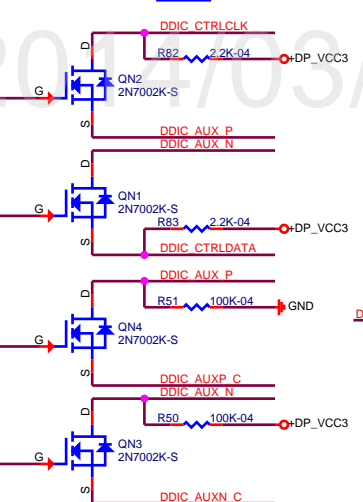 2014/03/
DDIC_CTRLCLK
D
R82 2.2K-04
+DP_VCC3
QN2
G
2N7002K-S
S
DDIC_AUX_P
DDIC_AUX_N
D
QN1
G
2N7002K-S
R83 2.2K-04
+DP_VCC3
S
DDIC_CTRLDATA
DDIC_AUX_P
D
R51 100K-04
GND
D
QN4
G
2N7002K-S
S
DDIC_AUXP_C
DDIC_AUX_N
D
R50 100K-04
+DP_VCC3
QN3
G
2N7002K-S
S
DDIC_AUXN_C